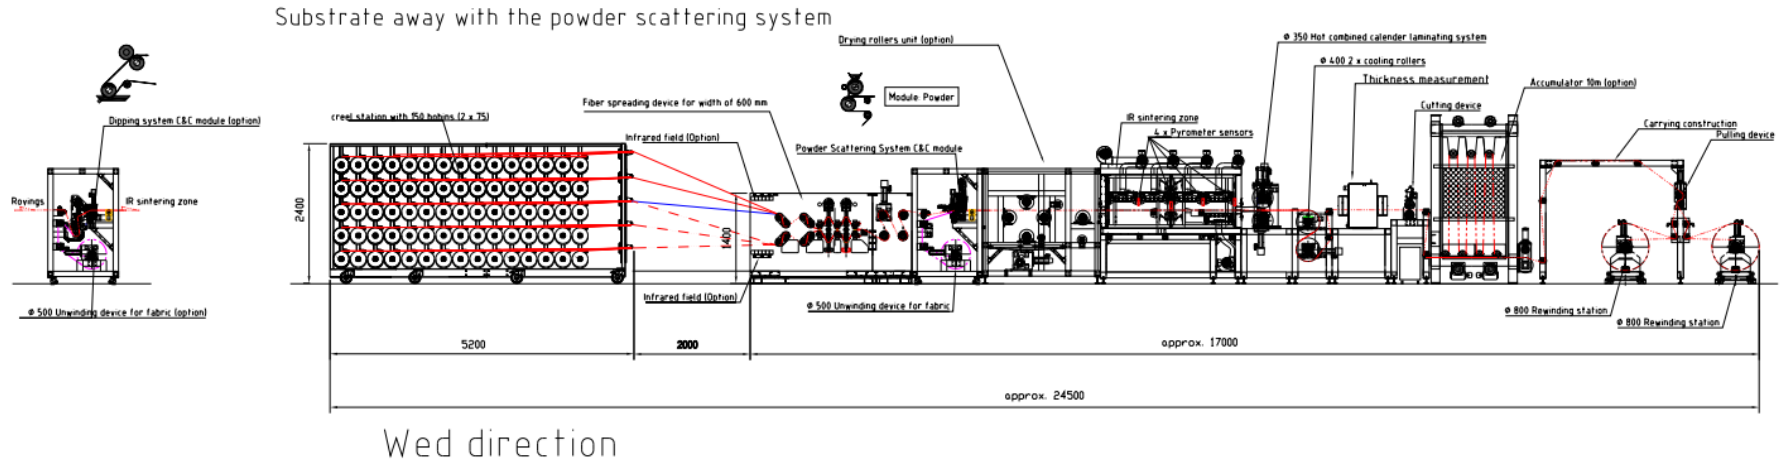 Substrate away with the powder scattering system
Drying rollers unit (option)
Φ 350 Hot combined calender laminating system
Φ 400 2 x cooling rollers
Thickness measurement
Accumulator 10m (option)
Module: Powder
Fiber spreading device for width of 600 mm
Cutting device
Dipping system C&C module (option)
creel station with 150 bobins (2 x 75)
IR sintering zone
Carrying construction
Infrared field (Option)
4 x Pyrometer sensors
Pulling device
Powder Scattering System C&C module
Rovings
IR sintering zone
2400
1400
Infrared field (Option)
Φ 500 Unwinding device for fabric (option)
Φ 500 Unwinding device for fabric
Φ 800 Rewinding station
Φ 800 Rewinding station
5200
2000
approx. 17000
approx. 24500
Wed direction